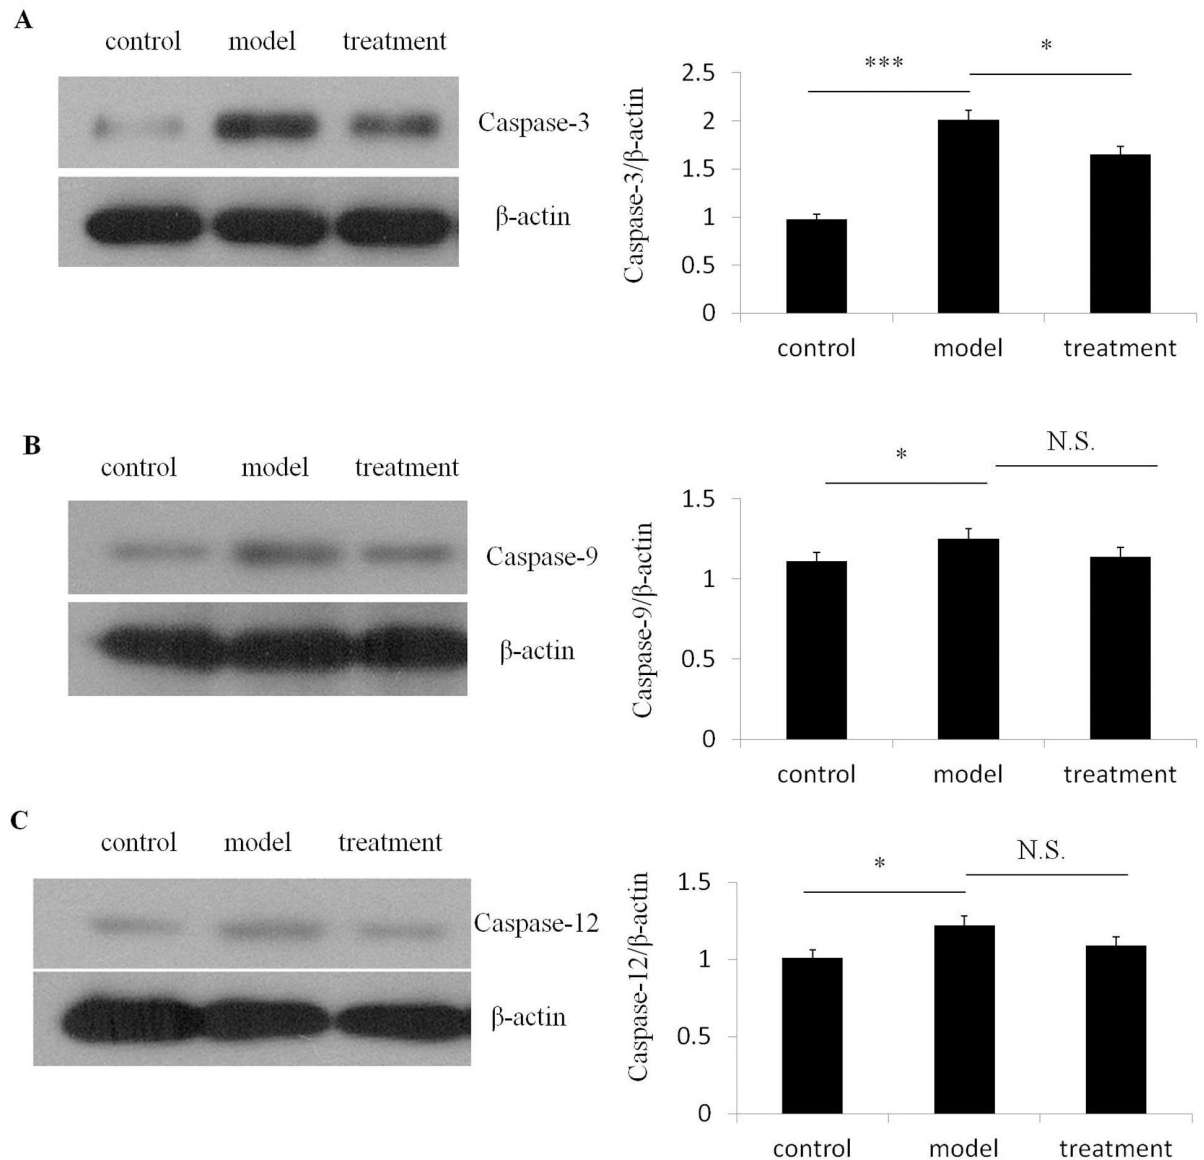 A
control model treatment
Caspase-3
β-actin
***
*
Caspase-3/β-actin
2.5
2
1.5
1
0.5
0
control model treatment
B
control model treatment
Caspase-9
β-actin
*
N.S.
Caspase-9/β-actin
1.5
1
0.5
0
control model treatment
C
control model treatment
Caspase-12
β-actin
*
N.S.
Caspase-12/β-actin
1.5
1
0.5
0
control model treatment